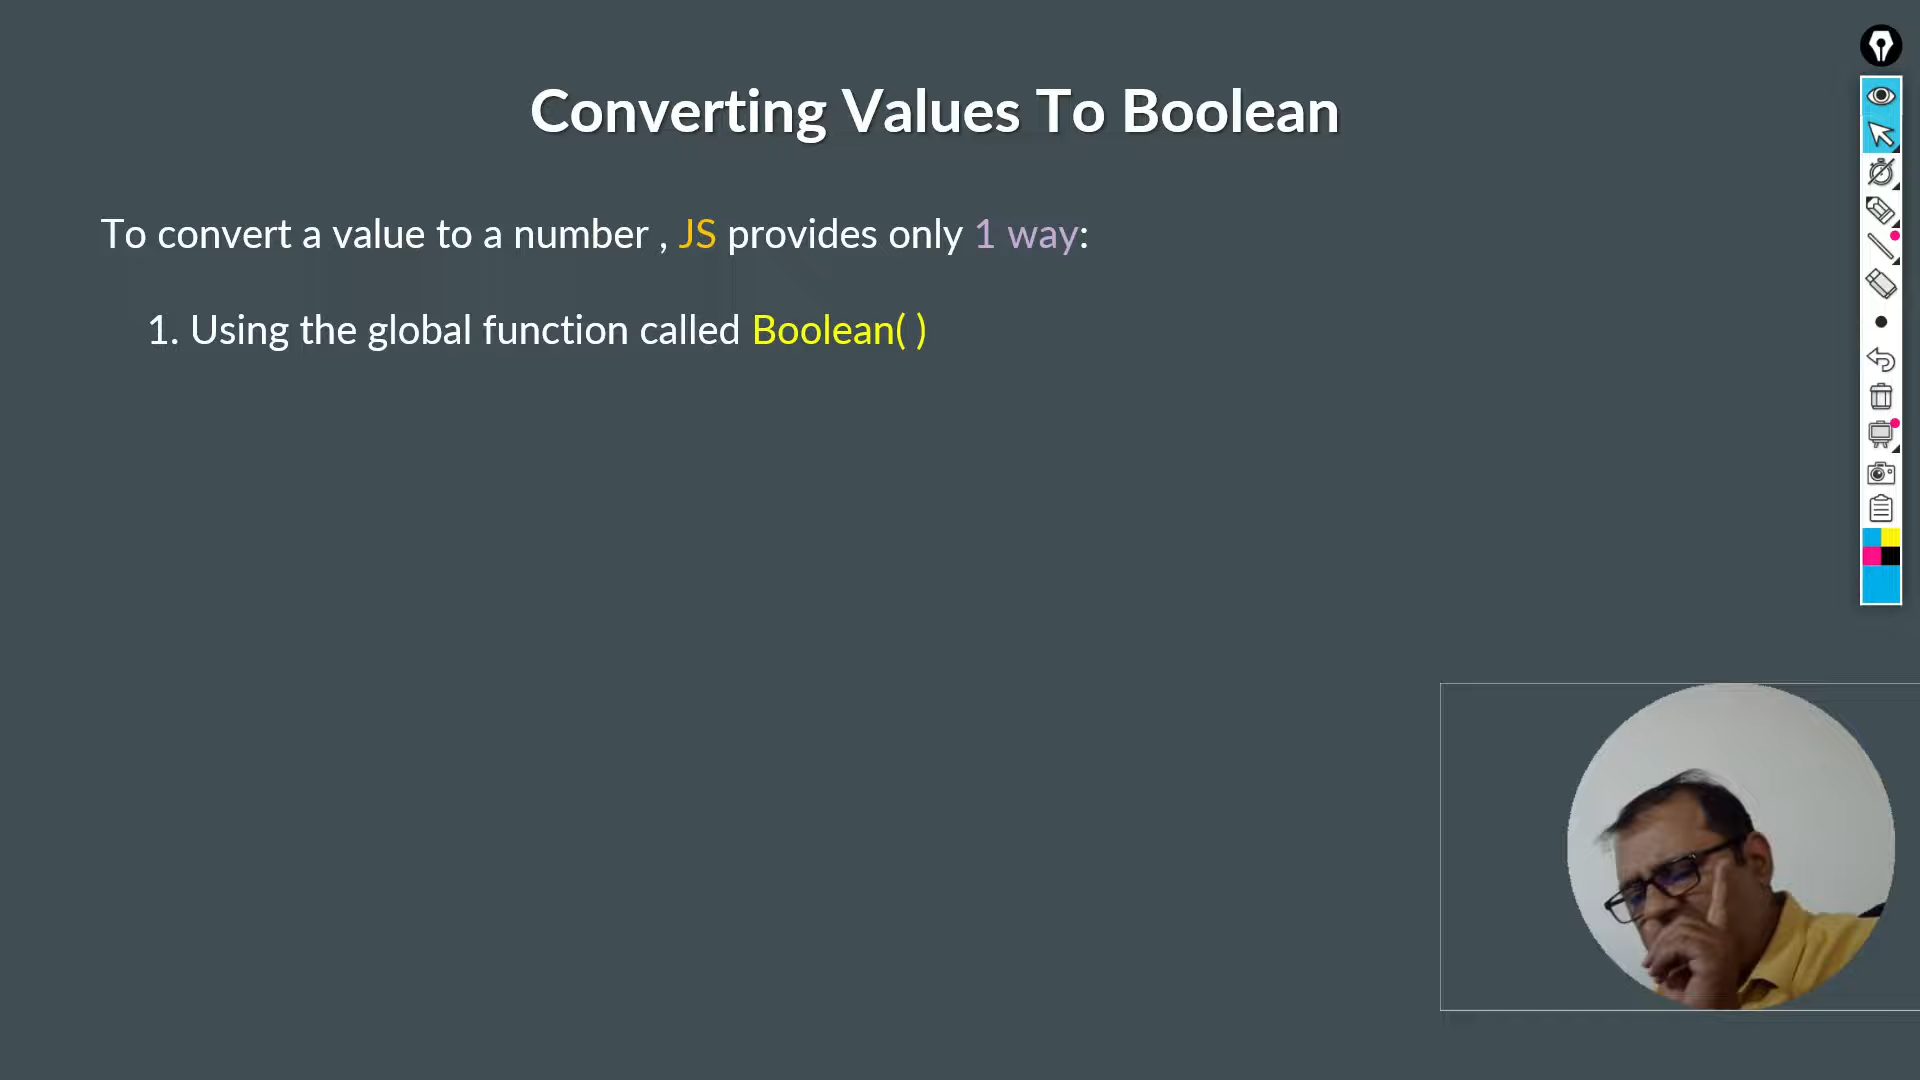 Converting Values To Boolean
To convert a value to a number , JS provides only 1 way:
1. Using the global function called Boolean( )